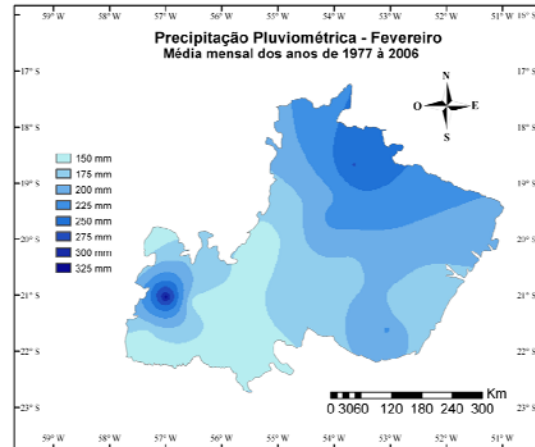 59° W 58° W 57° W 56° W 55° W 54° W 53° W 52° W 51° W
Precipitação Pluviométrica - Fevereiro
Média mensal dos anos de 1977 à 2006
17° S 17° S
N
O E
S
18° S 18° S
150 mm
175 mm
200 mm
225 mm
250 mm
275 mm
300 mm
325 mm
19° S 19° S
20° S 20° S
21° S 21° S
22° S 22° S
23° S 23° S
Km
0 30 60 120 180 240 300
59° W 58° W 57° W 56° W 55° W 54° W 53° W 52° W 51° W